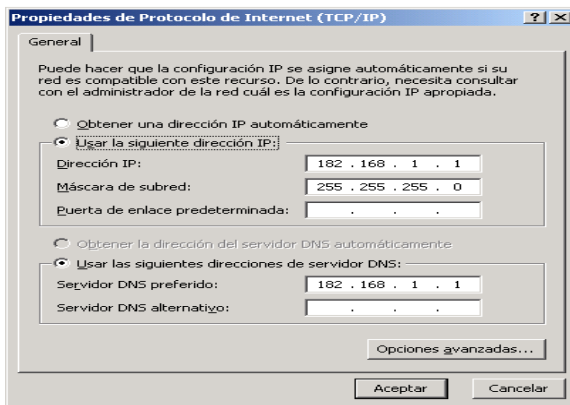 Propiedades de Protocolo de Internet (TCP/IP)
General
Puede hacer que la configuración IP se asigne automáticamente si su
red es compatible con este recurso. De lo contrario, necesita consultar
con el administrador de la red cuál es la configuración IP apropiada.
Obtener una dirección IP automáticamente
Usar la siguiente dirección IP:
Dirección IP: 182 . 168 . 1 . 1
Máscara de subred: 255 . 255 . 255 . 0
Puerta de enlace predeterminada: . . .
Obtener la dirección del servidor DNS automáticamente
Usar las siguientes direcciones de servidor DNS:
Servidor DNS preferido: 182 . 168 . 1 . 1
Servidor DNS alternativo: . . .
Opciones avanzadas...
Aceptar Cancelar